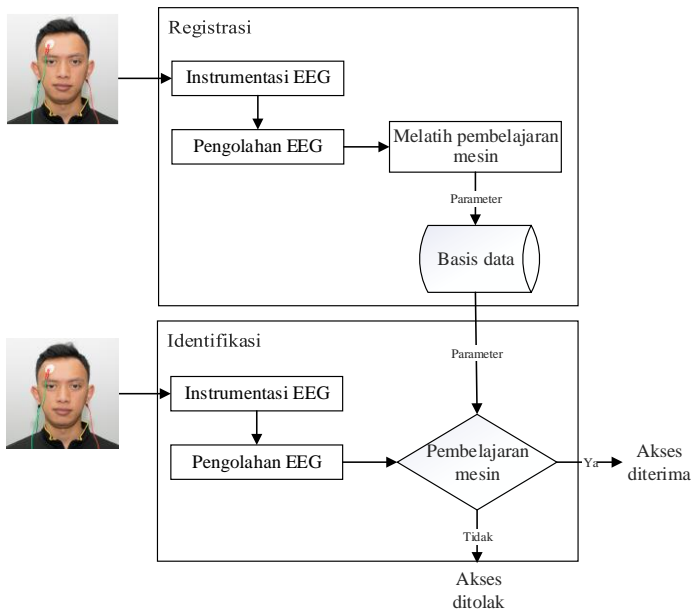 Registrasi
Instrumentasi EEG
Pengolahan EEG
Melatih pembelajaran
mesin
Parameter
Basis data
Identifikasi
Parameter
Instrumentasi EEG
Pengolahan EEG
Pembelajaran
mesin
Ya
Akses
diterima
Tidak
Akses
ditolak